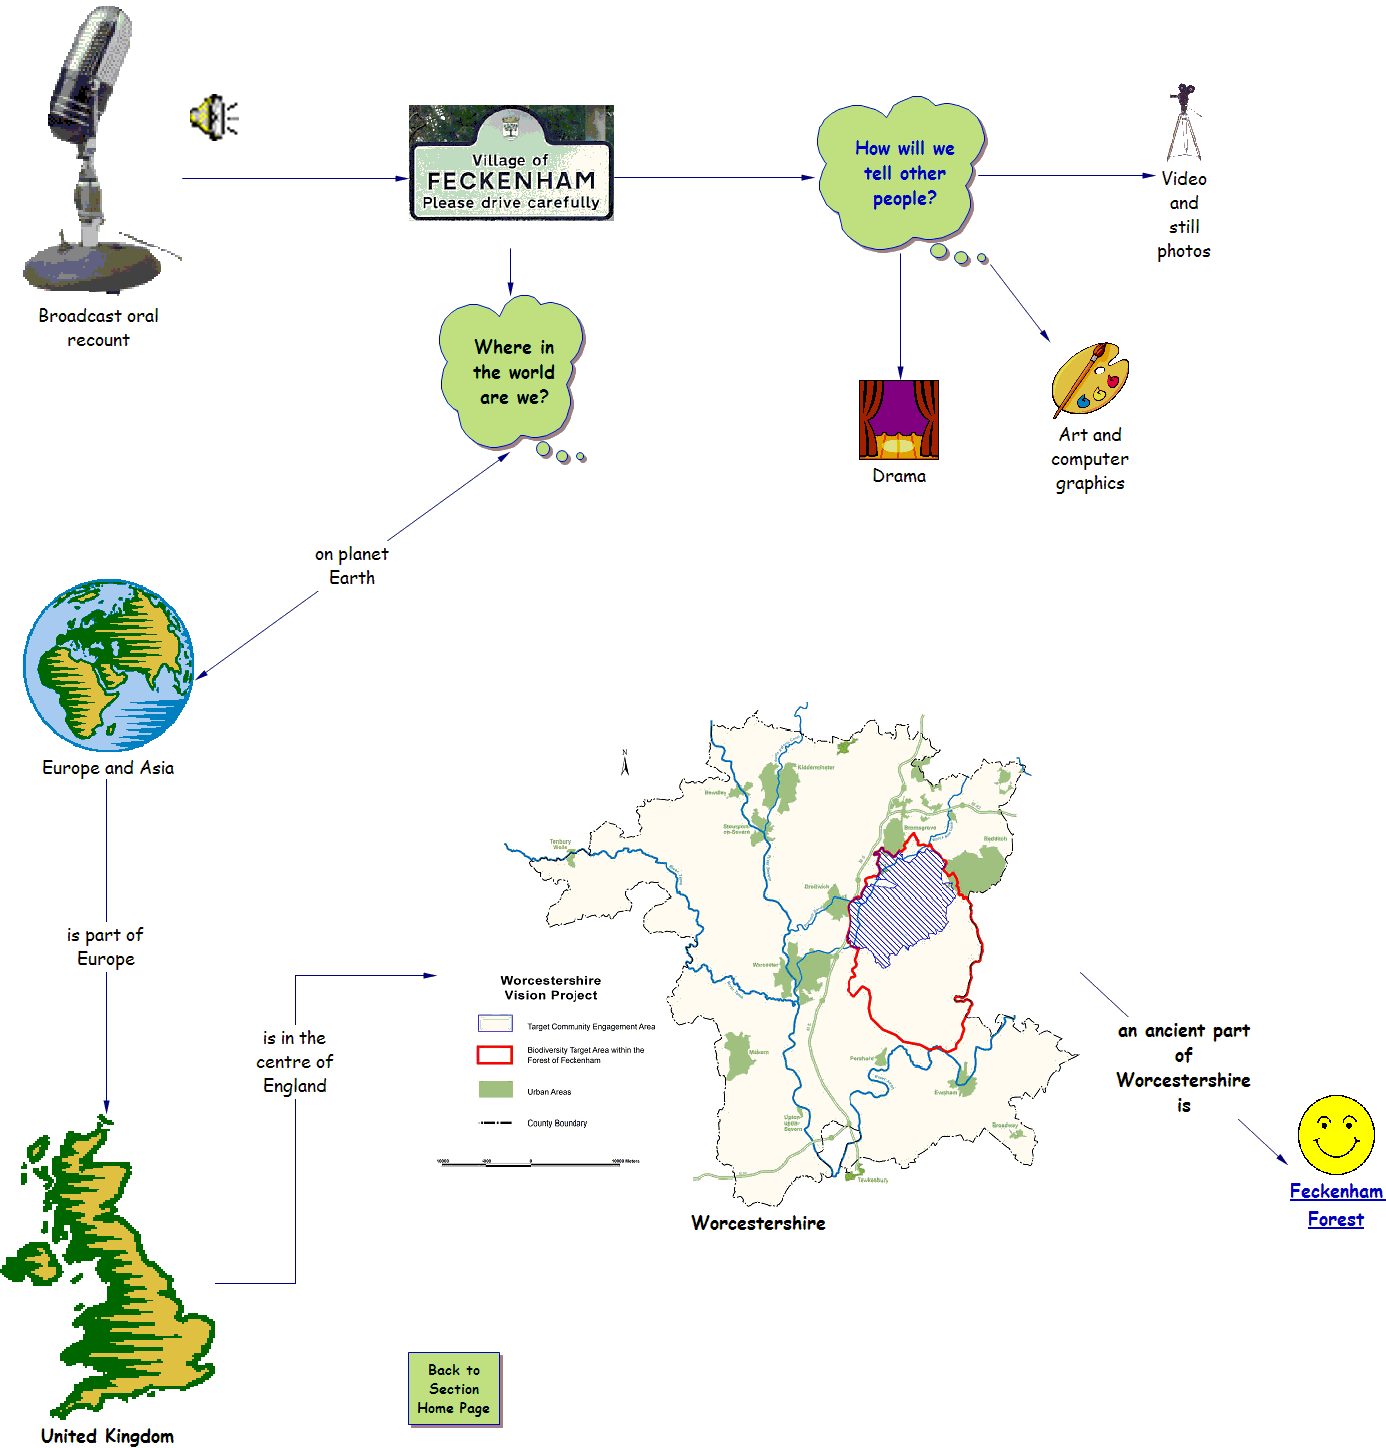 Broadcast oral
recount
Village of
FECKENHAM
Please drive carefully
How will we
tell other
people?
Video
and
still
photos
Where in
the world
are we?
Drama
Art and
computer
graphics
on planet
Earth
Europe and Asia
is part of
Europe
is in the
centre of
England
United Kingdom
N
Kidderminster
Bewdley
Stourport
on-Severn
Tenbury
Wells
Bromsgrove
Redditch
Droitwich
Worcester
Malvern
Pershore
Evesham
Upton
upon
Severn
Broadway
Tewkesbury
Worcestershire
Vision Project
Target Community Engagement Area
Biodiversity Target Area within the
Forest of Feckenham
Urban Areas
County Boundary
Worcestershire
an ancient part
of
Worcestershire
is
Feckenham
Forest
Back to
Section
Home Page